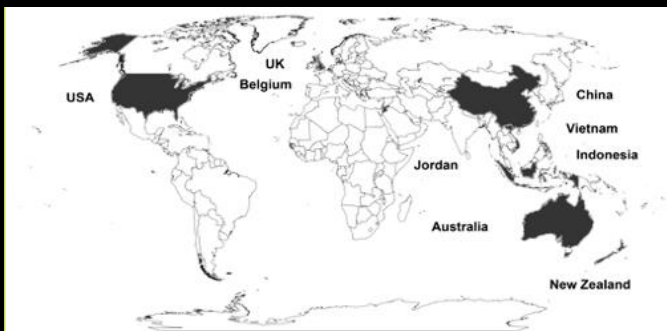 UK
Belgium
USA
China
Vietnam
Indonesia
Jordan
Australia
New Zealand